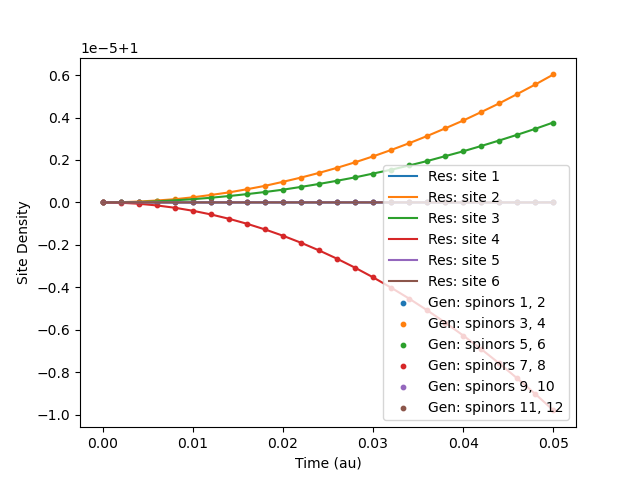 1e−5+1
0.6
0.4
0.2
0.0
−0.2
−0.4
−0.6
−0.8
−1.0
Site Density
0.00 0.01 0.02 0.03 0.04 0.05
Time (au)
Res: site 1
Res: site 2
Res: site 3
Res: site 4
Res: site 5
Res: site 6
Gen: spinors 1, 2
Gen: spinors 3, 4
Gen: spinors 5, 6
Gen: spinors 7, 8
Gen: spinors 9, 10
Gen: spinors 11, 12